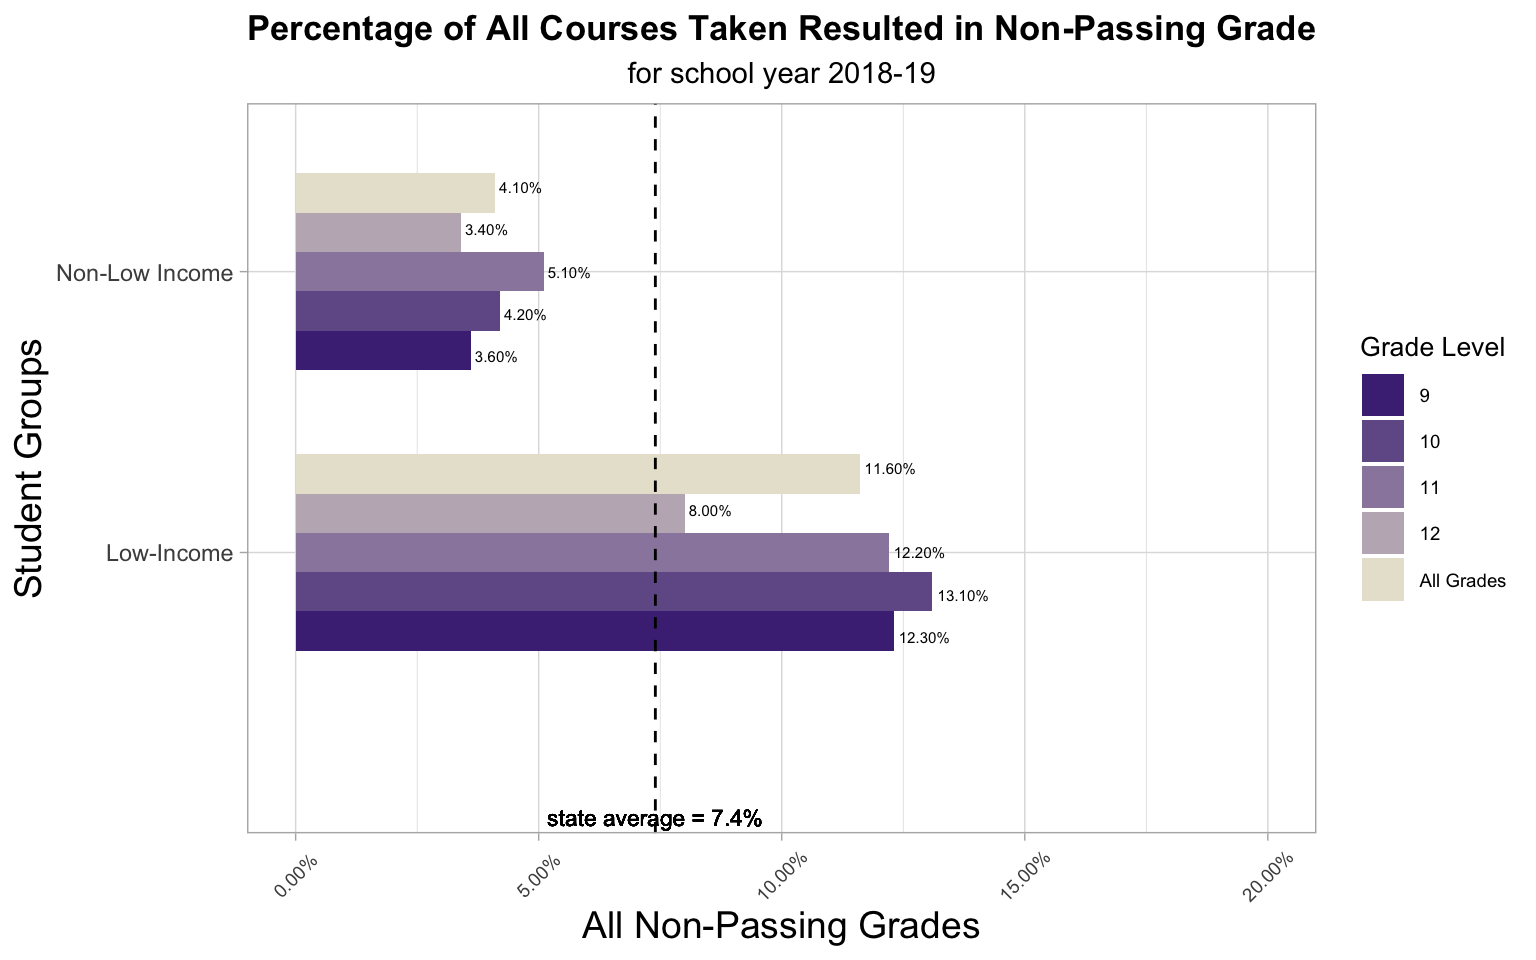 Percentage of All Courses Taken Resulted in Non-Passing Grade
for school year 2018-19
Student Groups
Non-Low Income
4.10%
3.40%
5.10%
4.20%
3.60%
Low-Income
11.60%
8.00%
12.20%
13.10%
12.30%
state average = 7.4%
0.00%
5.00%
10.00%
15.00%
20.00%
All Non-Passing Grades
Grade Level
9
10
11
12
All Grades